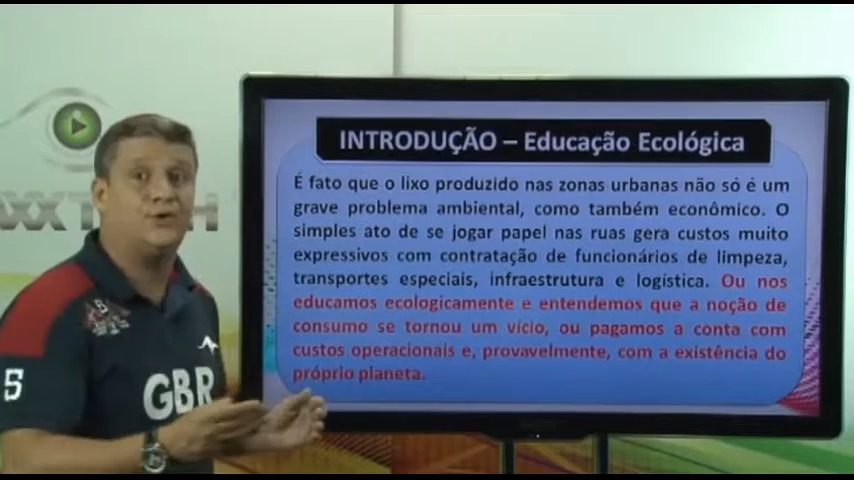 INTRODUÇÃO – Educação Ecológica
É fato que o lixo produzido nas zonas urbanas não só é um
grave problema ambiental, como também econômico. O
simples ato de se jogar papel nas ruas gera custos muito
expressivos com contratação de funcionários de limpeza,
transportes especiais, infraestrutura e logística. Ou nos
educamos ecologicamente e entendemos que a noção de
consumo se tornou um vício, ou pagamos a conta com
custos operacionais e, provavelmente, com a existência do
próprio planeta.
5
GBR